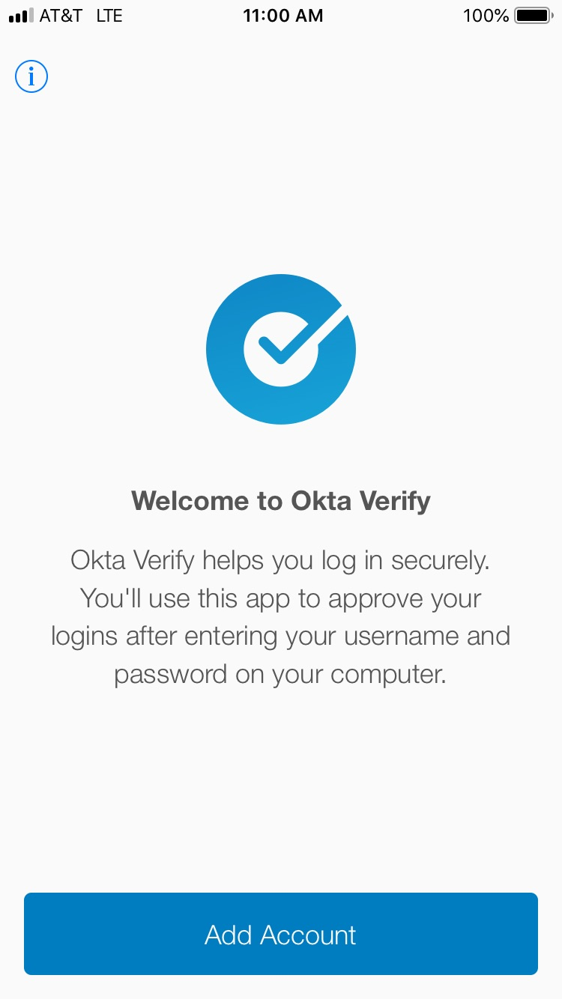 AT&T LTE 11:00 AM 100%
i
Welcome to Okta Verify
Okta Verify helps you log in securely.
You'll use this app to approve your
logins after entering your username and
password on your computer.
Add Account